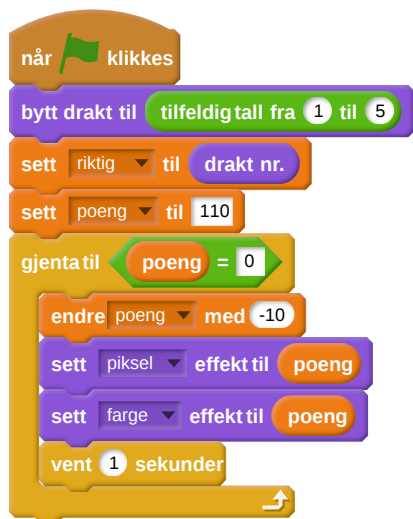 når klikkes
bytt drakt til tilfeldig tall fra 1 til 5
sett riktig til drakt nr.
sett poeng til 110
gjenta til poeng = 0
endre poeng med -10
sett piksel effekt til poeng
sett farge effekt til poeng
vent 1 sekunder